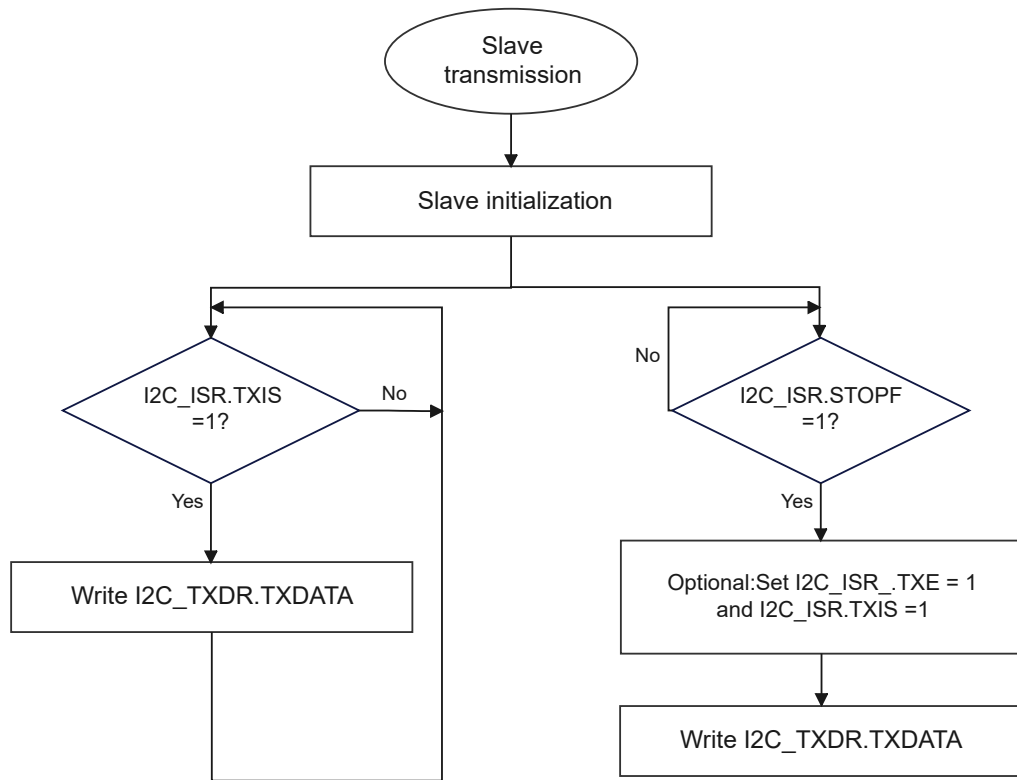 Slave
transmission
Slave initialization
I2C_ISR.TXIS
=1?
No
Yes
Write I2C_TXDR.TXDATA
No
I2C_ISR.STOPF
=1?
Yes
Optional:Set I2C_ISR_.TXE = 1
and I2C_ISR.TXIS =1
Write I2C_TXDR.TXDATA